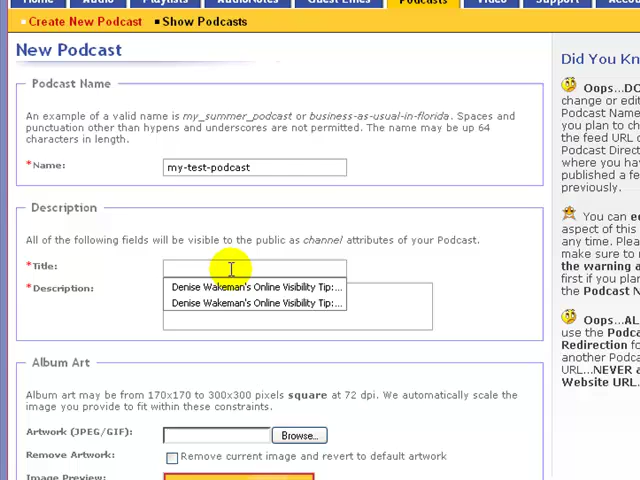 Home Audio Playlists AudioNotes Guest Lines Podcasts Video Support
Create New Podcast Show Podcasts
New Podcast
Podcast Name
An example of a valid name is my_summer_podcast or business-as-usual-in-florida. Spaces and
punctuation other than hypens and underscores are not permitted. The name may be up 64
characters in length.
*Name: my-test-podcast
Description
All of the following fields will be visible to the public as channel attributes of your Podcast.
*Title:
Denise Wakeman's Online Visibility Tip:...
*Description:
Denise Wakeman's Online Visibility Tip:...
Album Art
Album art may be from 170x170 to 300x300 pixels square at 72 dpi. We automatically scale the
image you provide to fit within these constraints.
Artwork (JPEG/GIF): Browse...
Remove Artwork: Remove current image and revert to default artwork
Image Preview:
Did You Kn
Oops...DO
change or edi
Podcast Name
you plan to ch
the feed URL
Podcast Direc
where you ha
published a fe
previously.
You can e
aspect of this
any time. Plea
make sure to r
the warning a
first if you plan
the Podcast N
Oops...AL
use the Podca
Redirection fo
another Podca
URL...NEVER a
Website URL.